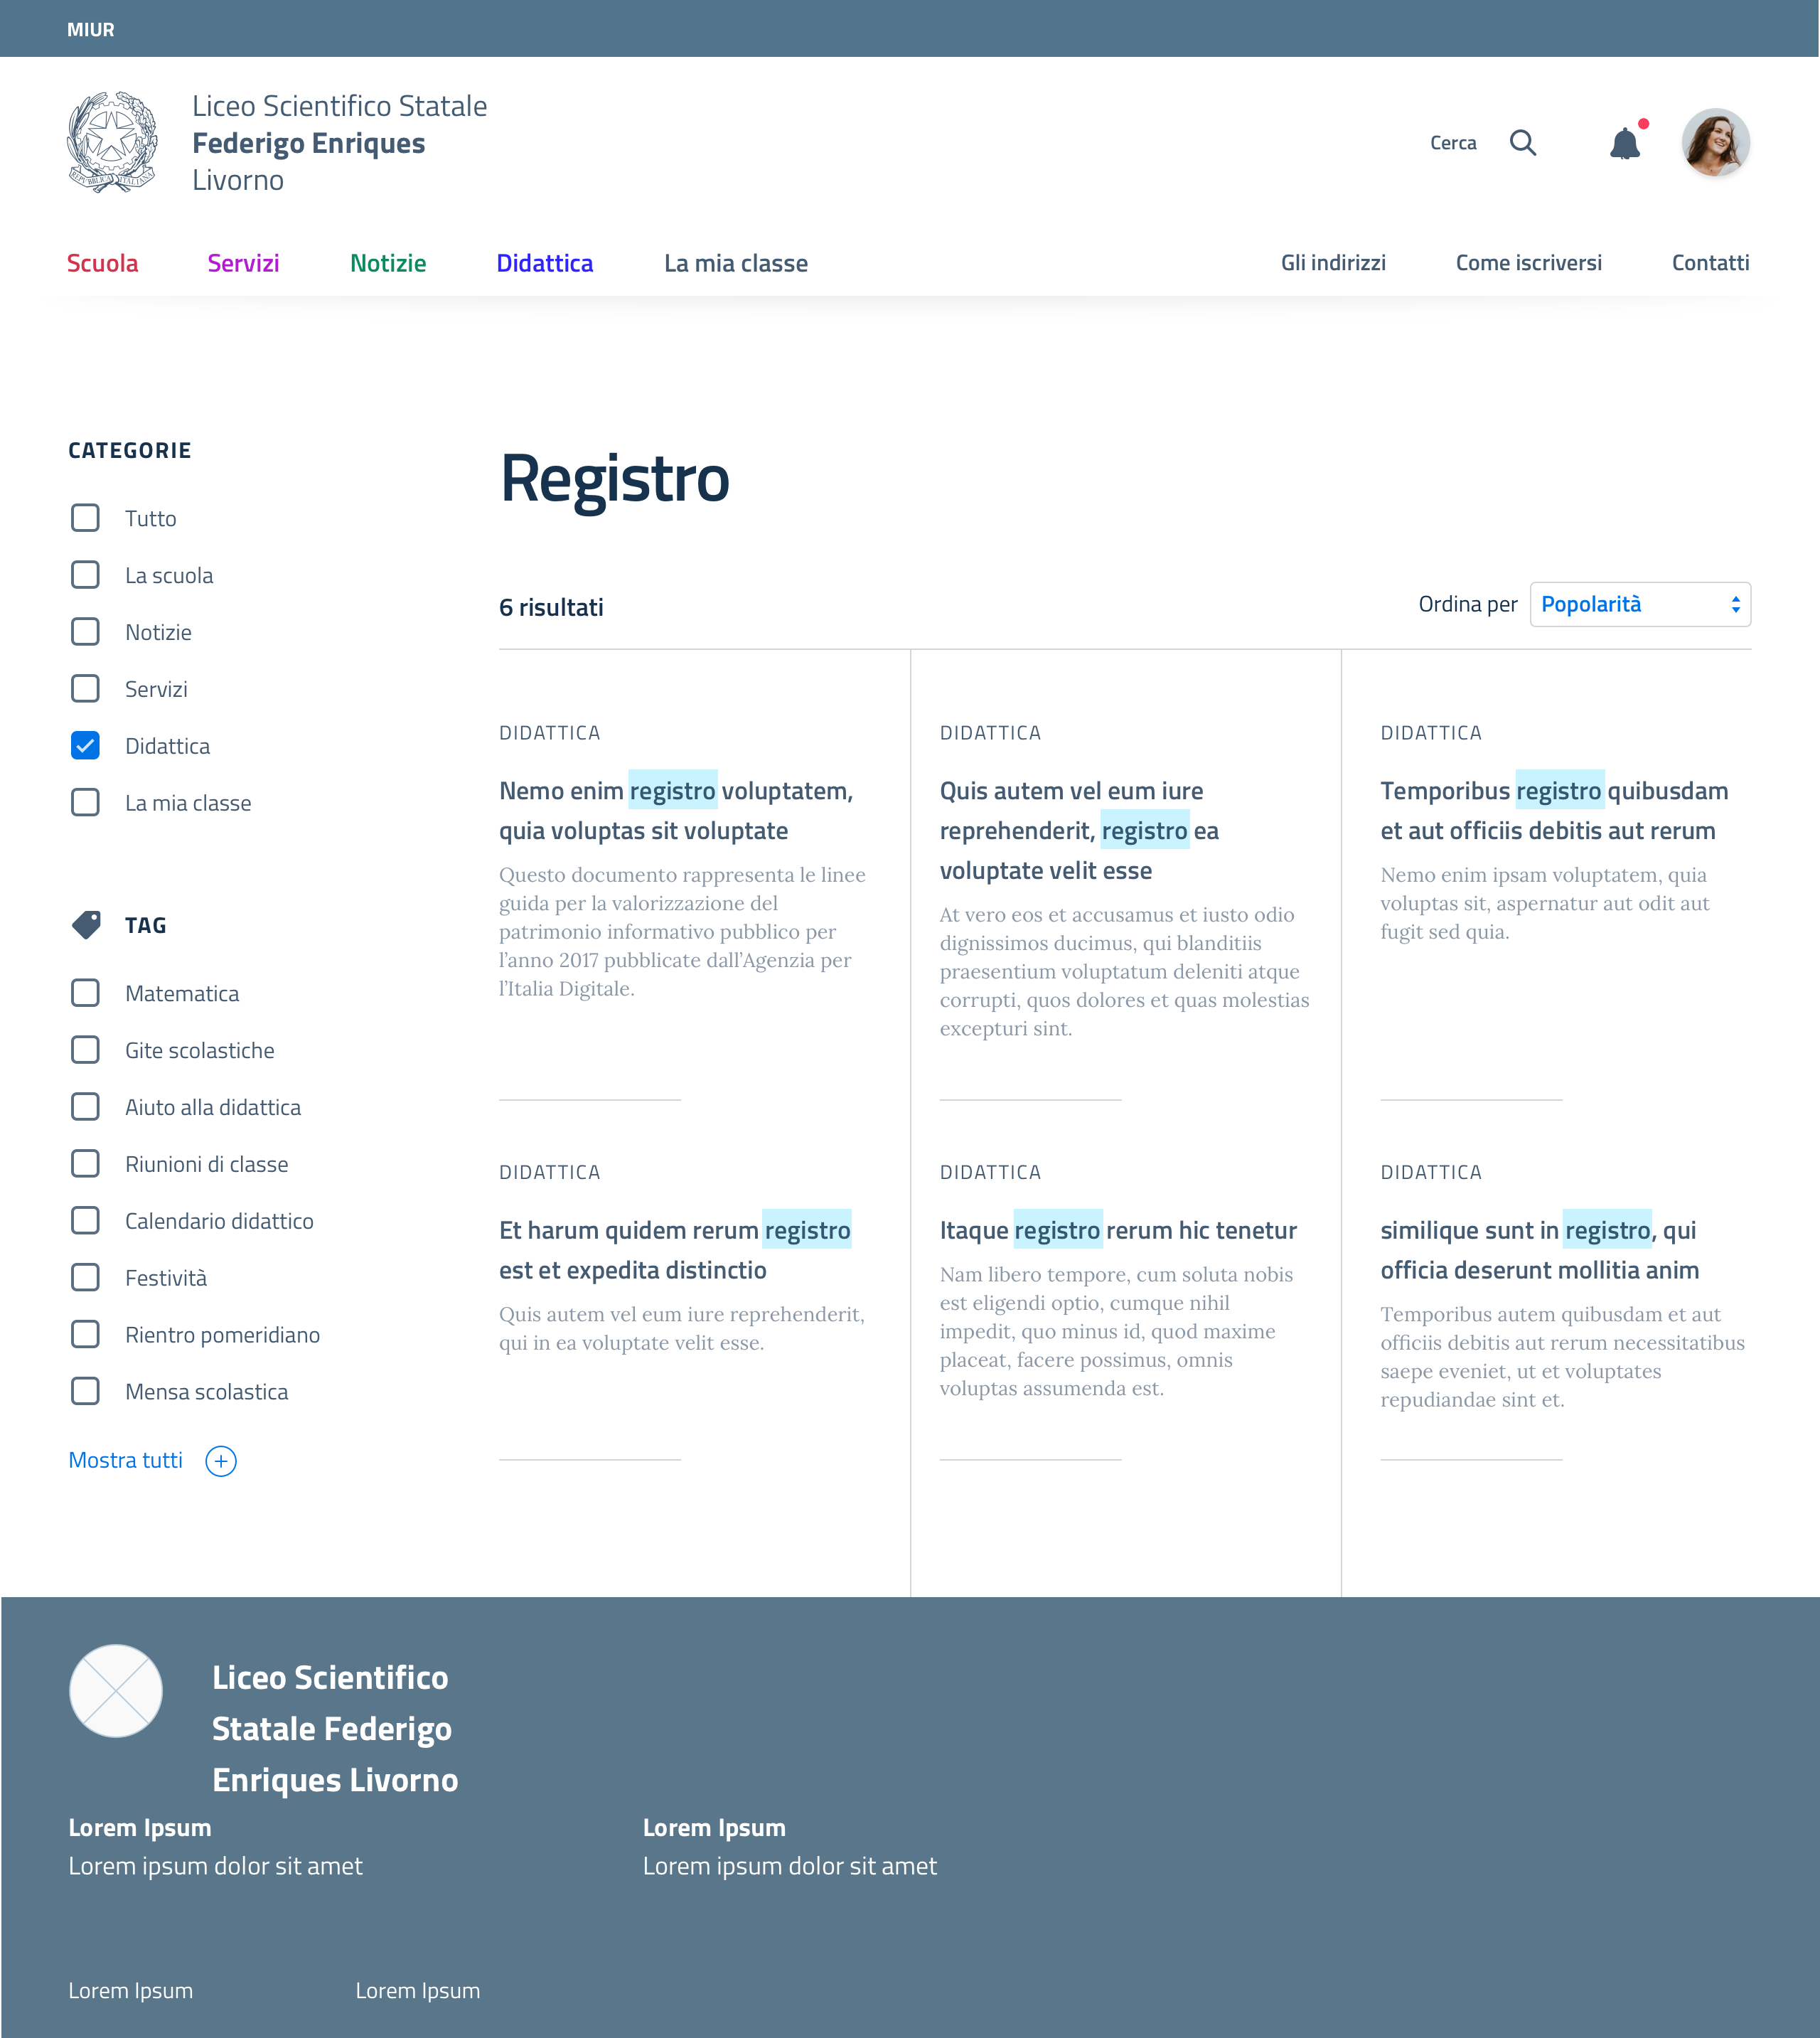 MIUR
Liceo Scientifico Statale
Federigo Enriques
Livorno
REPVBBLICA ITALIANA
Cerca
Scuola
Servizi
Notizie
Didattica
La mia classe
Gli indirizzi
Come iscriversi
Contatti
CATEGORIE
Tutto
La scuola
Notizie
Servizi
Didattica
La mia classe
TAG
Matematica
Gite scolastiche
Aiuto alla didattica
Riunioni di classe
Calendario didattico
Festività
Rientro pomeridiano
Mensa scolastica
Mostra tutti
Registro
6 risultati
Ordina per
Popolarità
DIDATTICA
Nemo enim registro voluptatem,
quia voluptas sit voluptate
Questo documento rappresenta le linee
guida per la valorizzazione del
patrimonio informativo pubblico per
l’anno 2017 pubblicate dall’Agenzia per
l’Italia Digitale.
DIDATTICA
Quis autem vel eum iure
reprehenderit, registro ea
voluptate velit esse
At vero eos et accusamus et iusto odio
dignissimos ducimus, qui blanditiis
praesentium voluptatum deleniti atque
corrupti, quos dolores et quas molestias
excepturi sint.
DIDATTICA
Temporibus registro quibusdam
et aut officiis debitis aut rerum
Nemo enim ipsam voluptatem, quia
voluptas sit, aspernatur aut odit aut
fugit sed quia.
DIDATTICA
Et harum quidem rerum registro
est et expedita distinctio
Quis autem vel eum iure reprehenderit,
qui in ea voluptate velit esse.
DIDATTICA
Itaque registro rerum hic tenetur
Nam libero tempore, cum soluta nobis
est eligendi optio, cumque nihil
impedit, quo minus id, quod maxime
placeat, facere possimus, omnis
voluptas assumenda est.
DIDATTICA
similique sunt in registro, qui
officia deserunt mollitia anim
Temporibus autem quibusdam et aut
officiis debitis aut rerum necessitatibus
saepe eveniet, ut et voluptates
repudiandae sint et.
Liceo Scientifico
Statale Federigo
Enriques Livorno
Lorem Ipsum
Lorem ipsum dolor sit amet
Lorem Ipsum
Lorem ipsum dolor sit amet
Lorem Ipsum
Lorem Ipsum